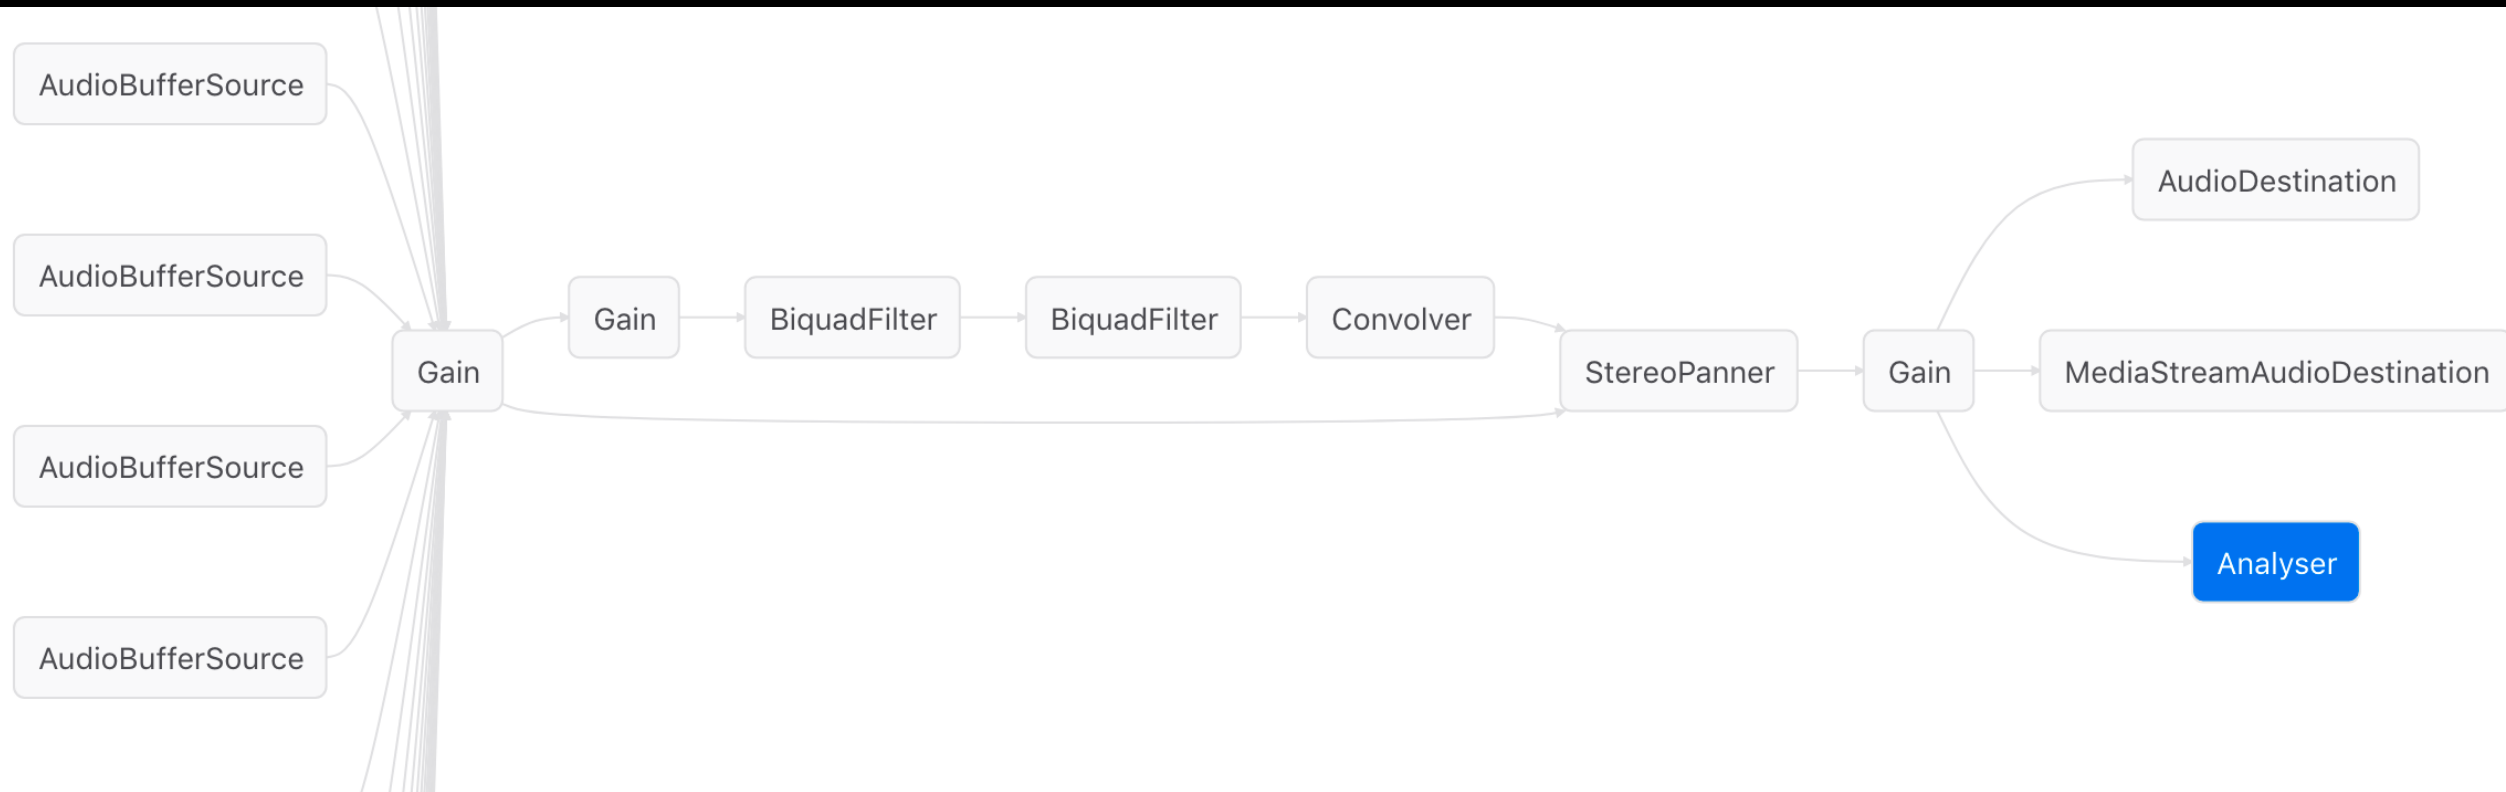 AudioBufferSource
AudioBufferSource
AudioBufferSource
AudioBufferSource
Gain
Gain
BiquadFilter
BiquadFilter
Convolver
StereoPanner
Gain
AudioDestination
MediaStreamAudioDestination
Analyser